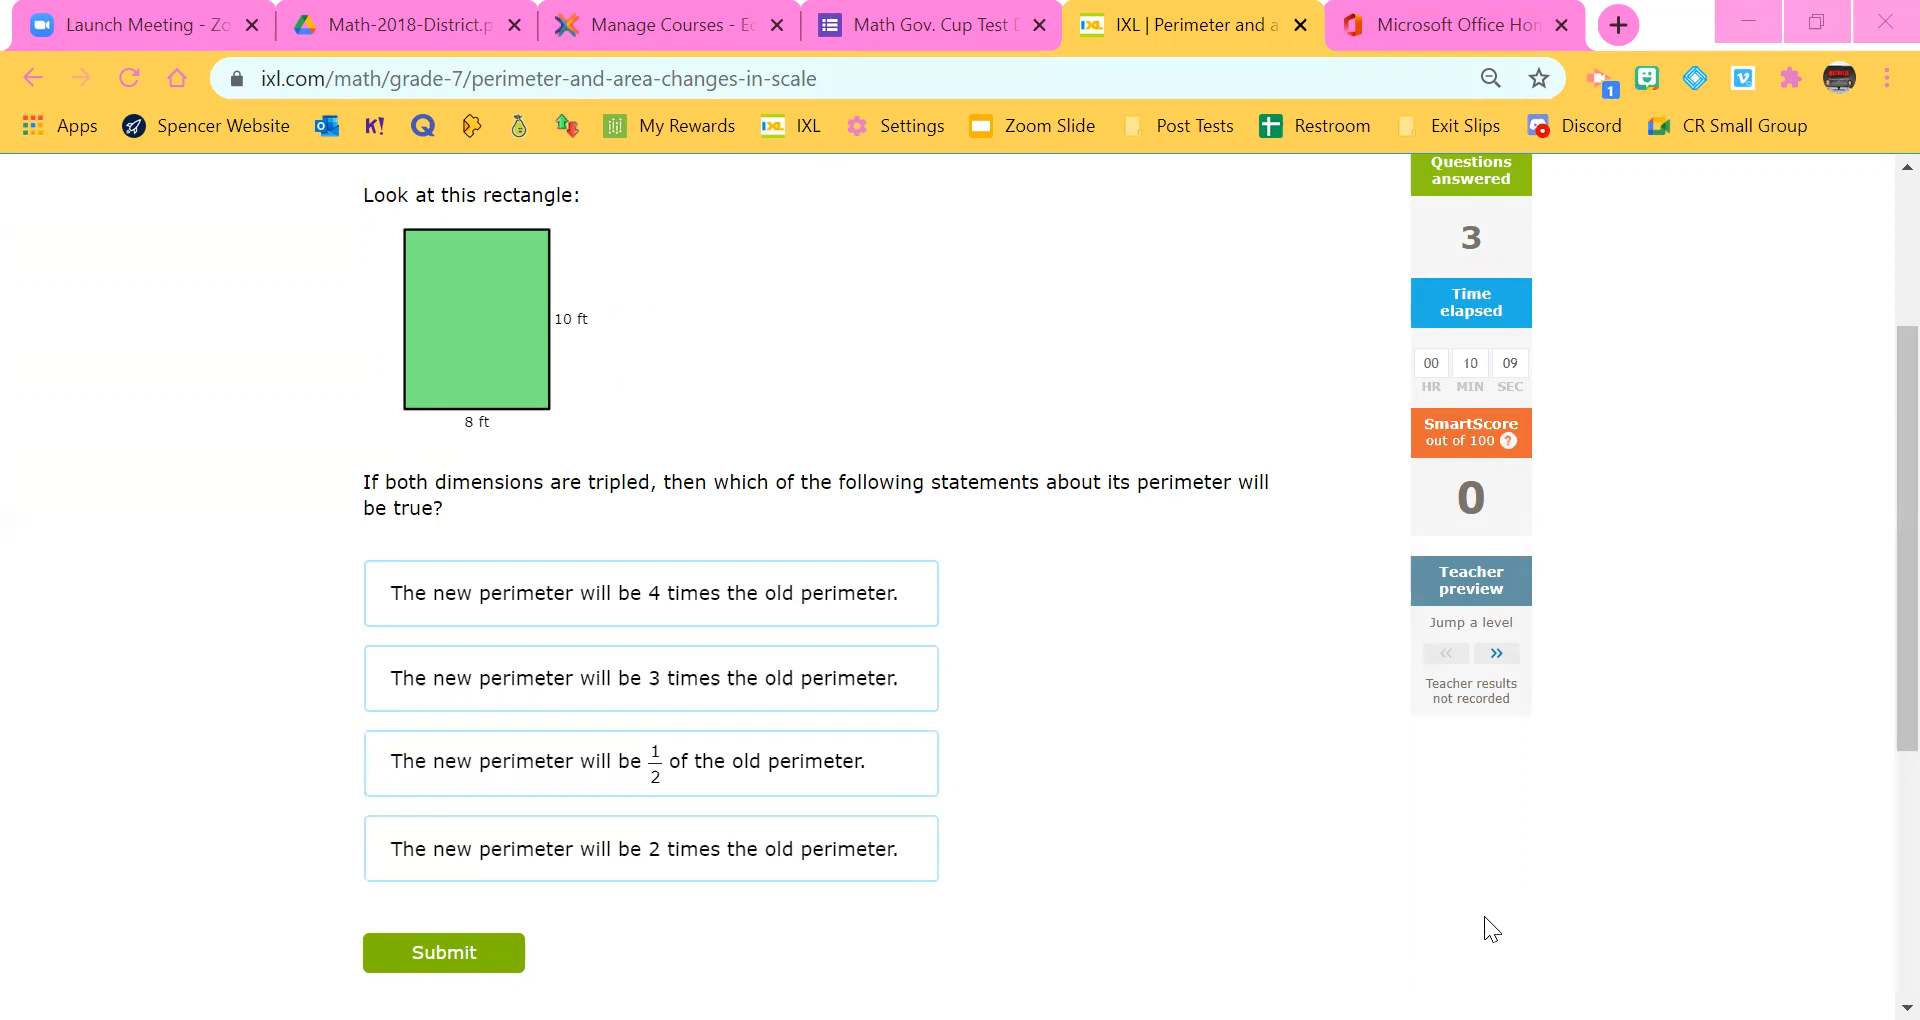 Launch Meeting - Zo
Math-2018-District.p
Manage Courses - Ec
Math Gov. Cup Test
IXL | Perimeter and a
Microsoft Office Hom
ixl.com/math/grade-7/perimeter-and-area-changes-in-scale
1
Apps
Spencer Website
K!
My Rewards
IXL
Settings
Zoom Slide
Post Tests
Restroom
Exit Slips
Discord
CR Small Group
Look at this rectangle:
10 ft
8 ft
If both dimensions are tripled, then which of the following statements about its perimeter will
be true?
The new perimeter will be 4 times the old perimeter.
The new perimeter will be 3 times the old perimeter.
The new perimeter will be 1/2 of the old perimeter.
The new perimeter will be 2 times the old perimeter.
Submit
Questions
answered
3
Time
elapsed
00 10 09
HR MIN SEC
SmartScore
out of 100 ?
0
Teacher
preview
Jump a level
<< >>
Teacher results
not recorded